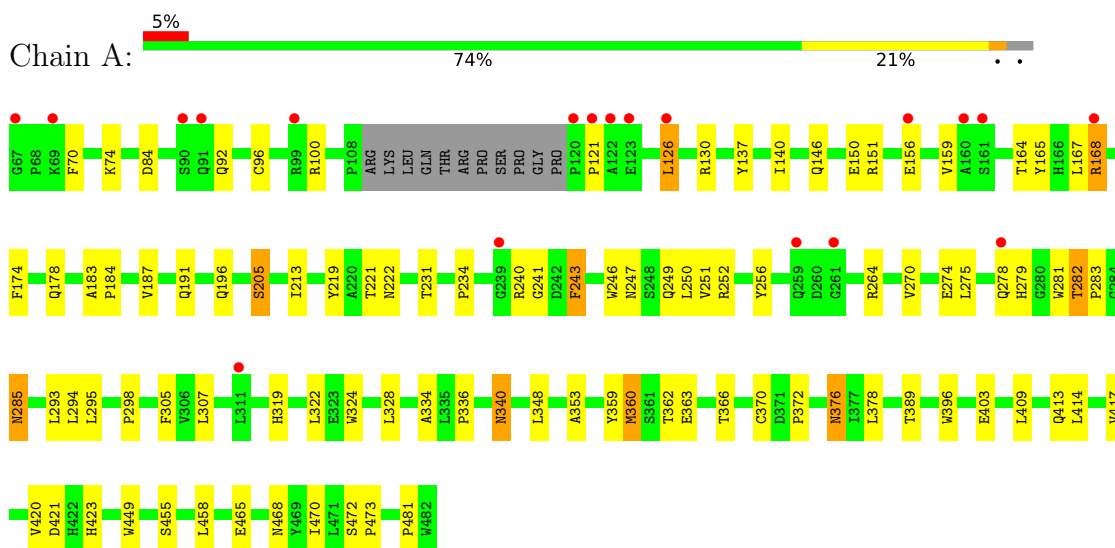 5%
Chain A:
74% 21% • •
G67 P68 K69 F70 K74 D84 S90 Q91 Q92 C96 R99 R100 P108 ARG LYS LEU GLN THR ARG PRO SER PRO GLY PRO P120 P121 A122 E123 L126 R130 Y137 I140 Q146 E150 R151 E156 V159 A160 S161 T164 Y165 H166 L167 R168
F174 Q178 A183 P184 V187 Q191 Q196 S205 I213 Y219 A220 T221 N222 T231 P234 G239 R240 G241 D242 F243 W246 N247 S248 Q249 L250 V251 R252 Y256 Q259 D260 G261 R264 V270 E274 L275 Q278 H279 G280 W281 T282 P283 G284
N285 L293 L294 L295 P298 F305 V306 L307 L311 H319 L322 E323 W324 L328 A334 L335 P336 N340 L348 A353 Y359 M360 S361 T362 E363 T366 C370 D371 P372 N376 I377 L378 T389 W396 E403 L409 Q413 L414 V417
V420 D421 H422 H423 W449 S455 L458 E465 N468 Y469 I470 L471 S472 P473 P481 W482